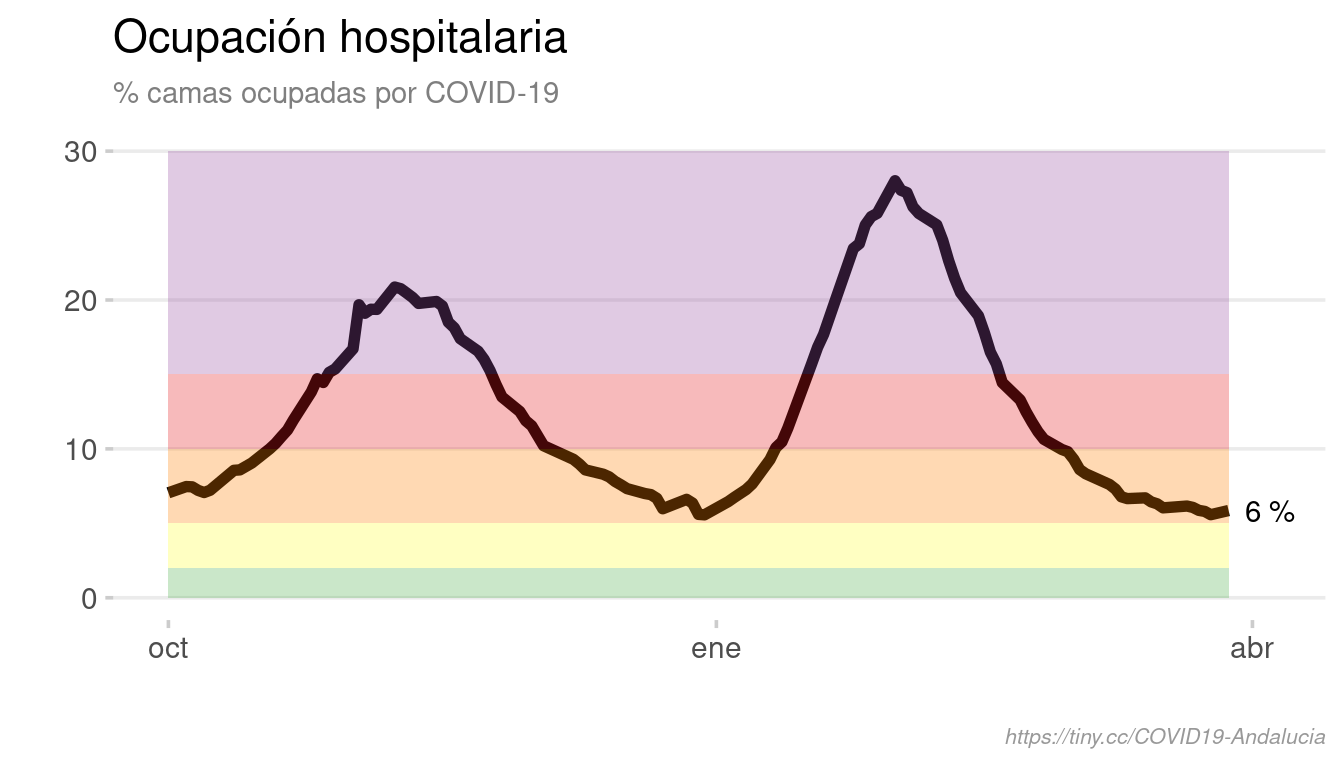 Ocupación hospitalaria
% camas ocupadas por COVID-19
30
20
10
0
6 %
oct ene abr
https://tiny.cc/COVID19-Andalucia